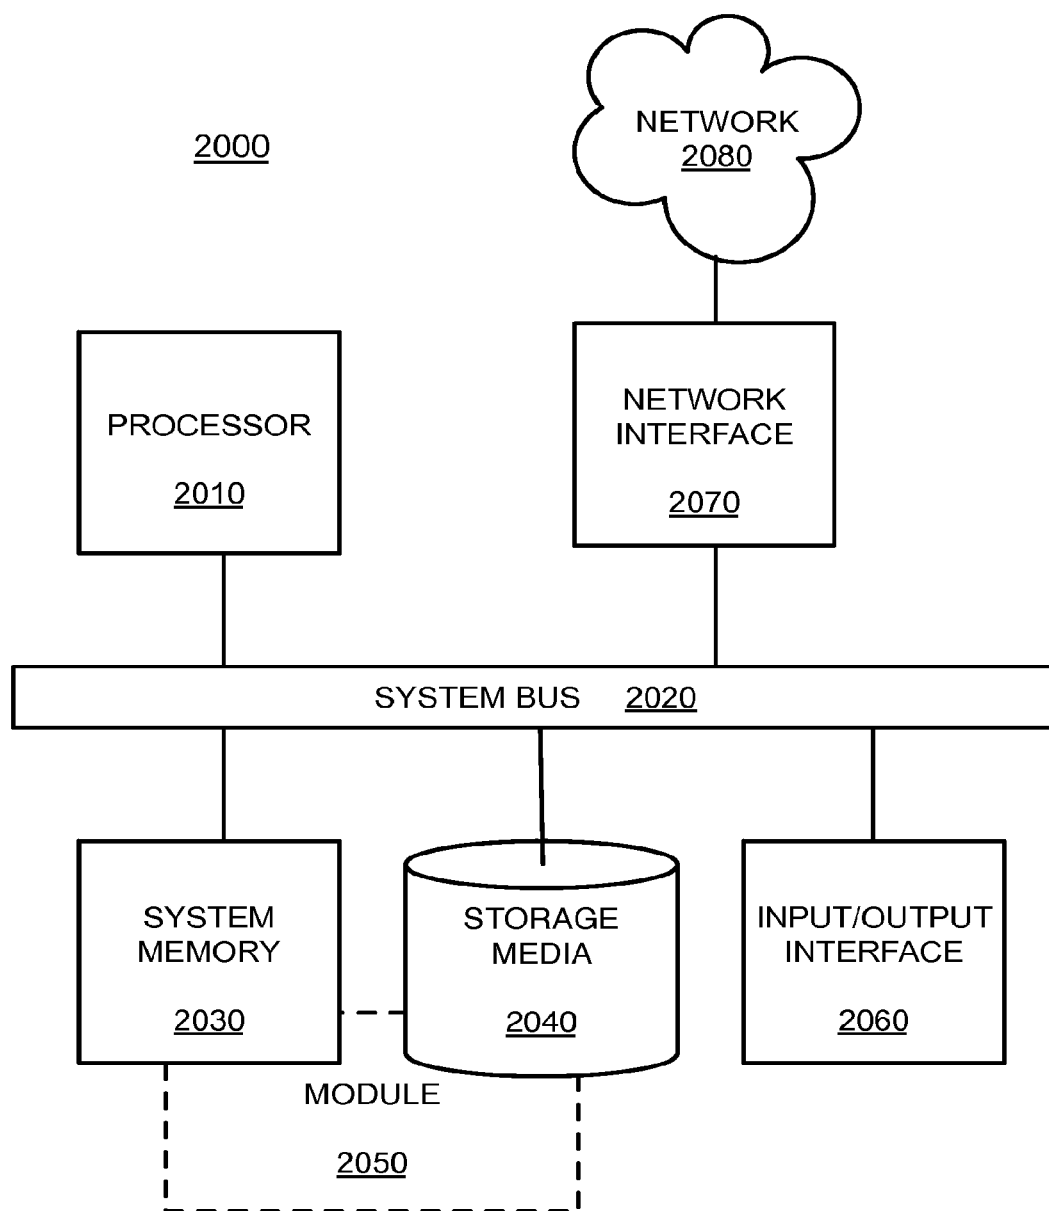 2000
NETWORK
2080
PROCESSOR
2010
NETWORK
INTERFACE
2070
SYSTEM BUS 2020
SYSTEM
MEMORY
2030
STORAGE
MEDIA
2040
INPUT/OUTPUT
INTERFACE
2060
MODULE
2050